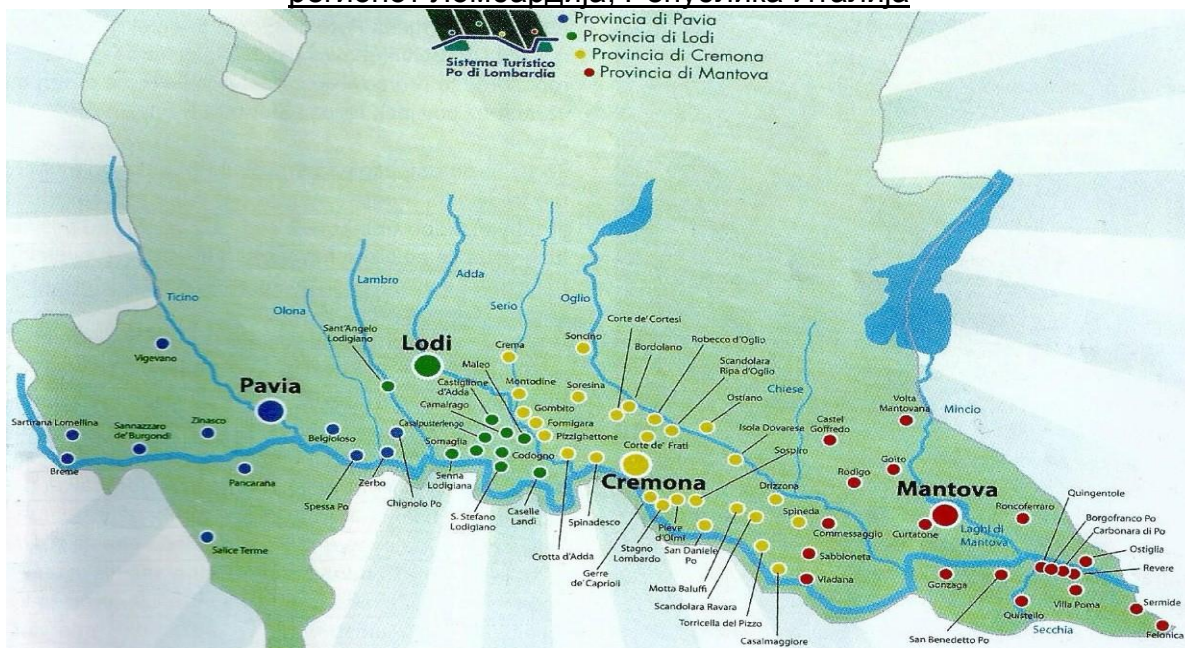 регионот Ломбардија, Република Италија
Provincia di Pavia
Provincia di Lodi
Provincia di Cremona
Provincia di Mantova
Sistema Turistico
Po di Lombardia
Ticino
Olona
Lambro
Adda
Serio
Oglio
Chiese
Mincio
Vigevano
Pavia
Sartirana Lomellina
Sannazzaro
de'Burgondi
Zinasco
Breme
Pancarana
Salice Terme
Belgioioso
Spessa Po
Zerbo
Chignolo Po
Sant'Angelo
Lodigiano
Lodi
Maleo
Castiglione
d'Adda
Camairago
Casalpusterlengo
Somaglia
Codogno
Senna
Lodigiana
S. Stefano
Lodigiano
Caselle
Landi
Crema
Montodine
Gombito
Formigara
Pizzighettone
Soncino
Soresina
Corte de' Cortesi
Bordolano
Robecco d'Oglio
Scandolara
Ripa d'Oglio
Ostiano
Corte de' Frati
Isola Dovarese
Sospiro
Cremona
Crotta d'Adda
Spinadesco
Gerre
de'Caprioli
Stagno
Lombardo
Pieve
d'Olmi
San Daniele
Po
Motta Baluffi
Scandolara Ravara
Torricella del Pizzo
Casalmaggiore
Drizzona
Spineda
Castel
Goffredo
Volta
Mantovana
Goito
Rodigo
Mantova
Commessaggio
Curtatone
Laghi di
Mantova
Sabbioneta
Viadana
Gonzaga
San Benedetto Po
Roncoferraro
Quingentole
Borgofranco Po
Carbonara di Po
Ostiglia
Revere
Villa Poma
Quistello
Secchia
Sermide
Felonica